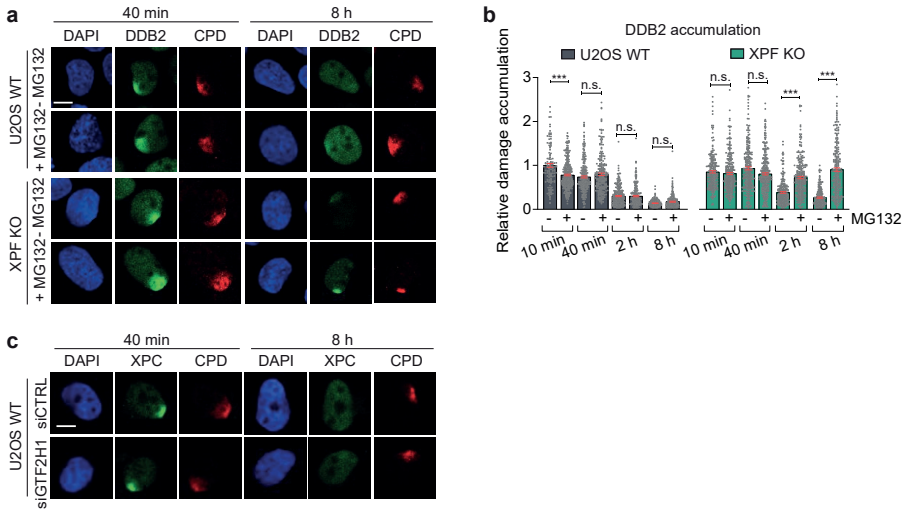 a
40 min
8 h
DAPI
DDB2
CPD
DAPI
DDB2
CPD
U2OS WT
- MG132
+ MG132
XPF KO
- MG132
+ MG132
b
DDB2 accumulation
U2OS WT
XPF KO
Relative damage accumulation
3
2
1
0
***
n.s.
n.s.
n.s.
n.s.
n.s.
***
***
- + - + - + - +
- + - + - + - +
MG132
10 min
40 min
2 h
8 h
10 min
40 min
2 h
8 h
c
40 min
8 h
DAPI
XPC
CPD
DAPI
XPC
CPD
U2OS WT
siCTRL
siGTF2H1